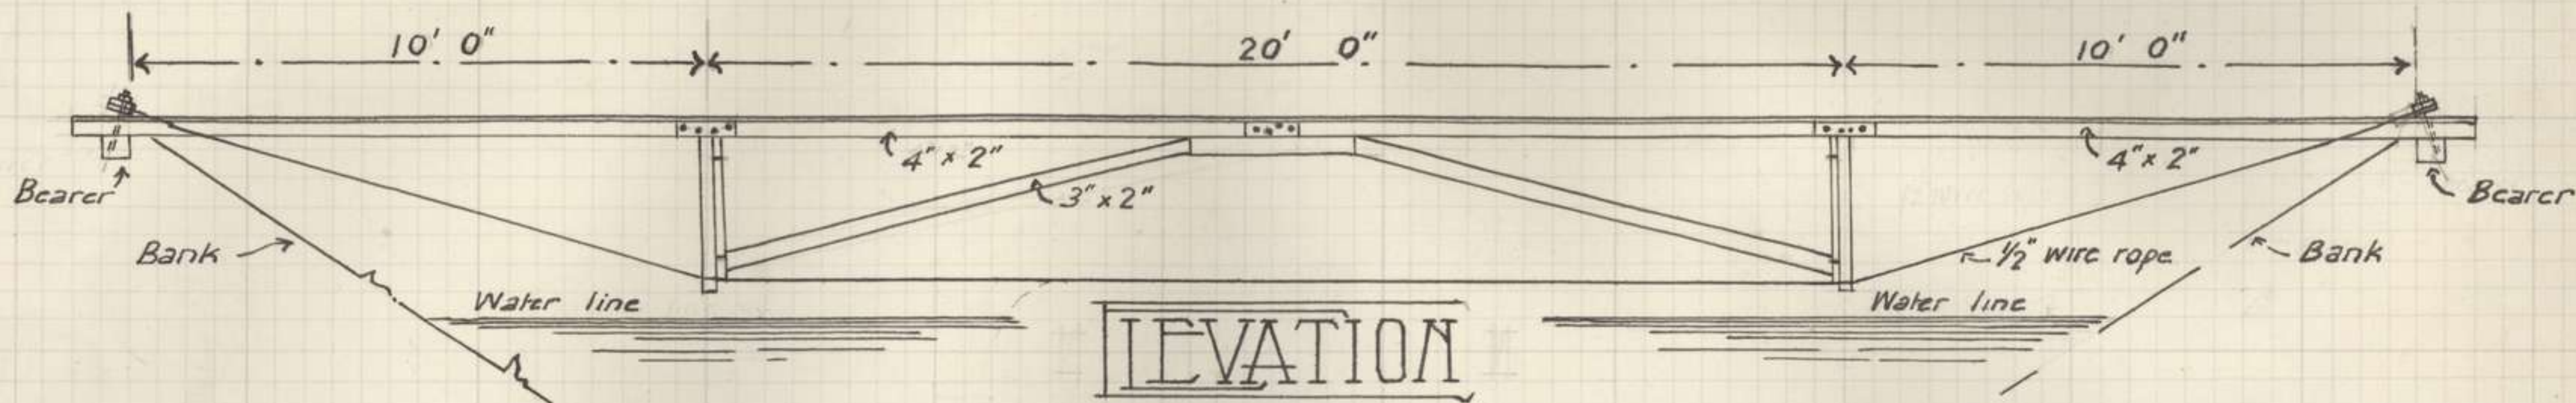 10' 0"
20' 0"
10' 0"
4" x 2"
3" x 2"
4" x 2"
Bearer
Bearer
Bank
1/2" wire rope
Bank
Water line
Water line
ELEVATION